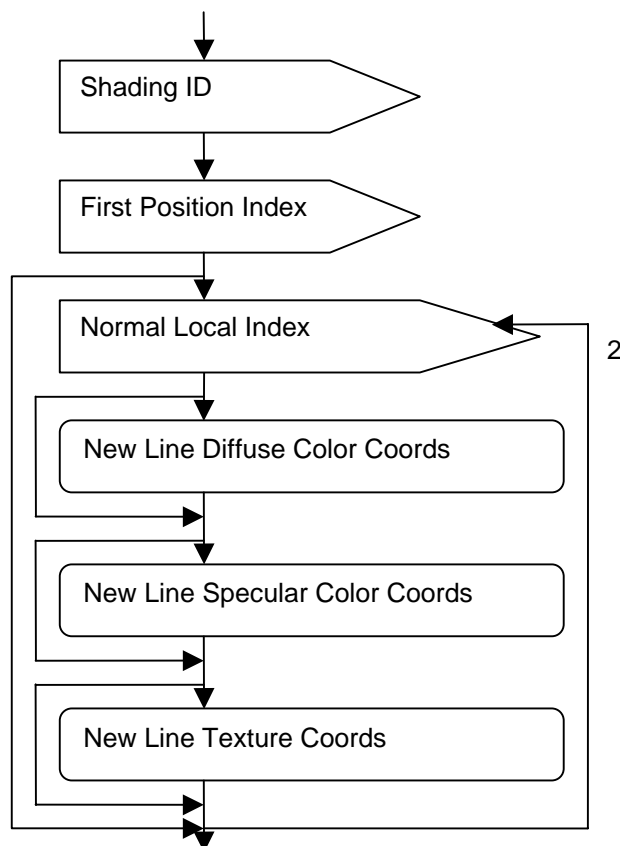 Shading ID
First Position Index
Normal Local Index
2
New Line Diffuse Color Coords
New Line Specular Color Coords
New Line Texture Coords